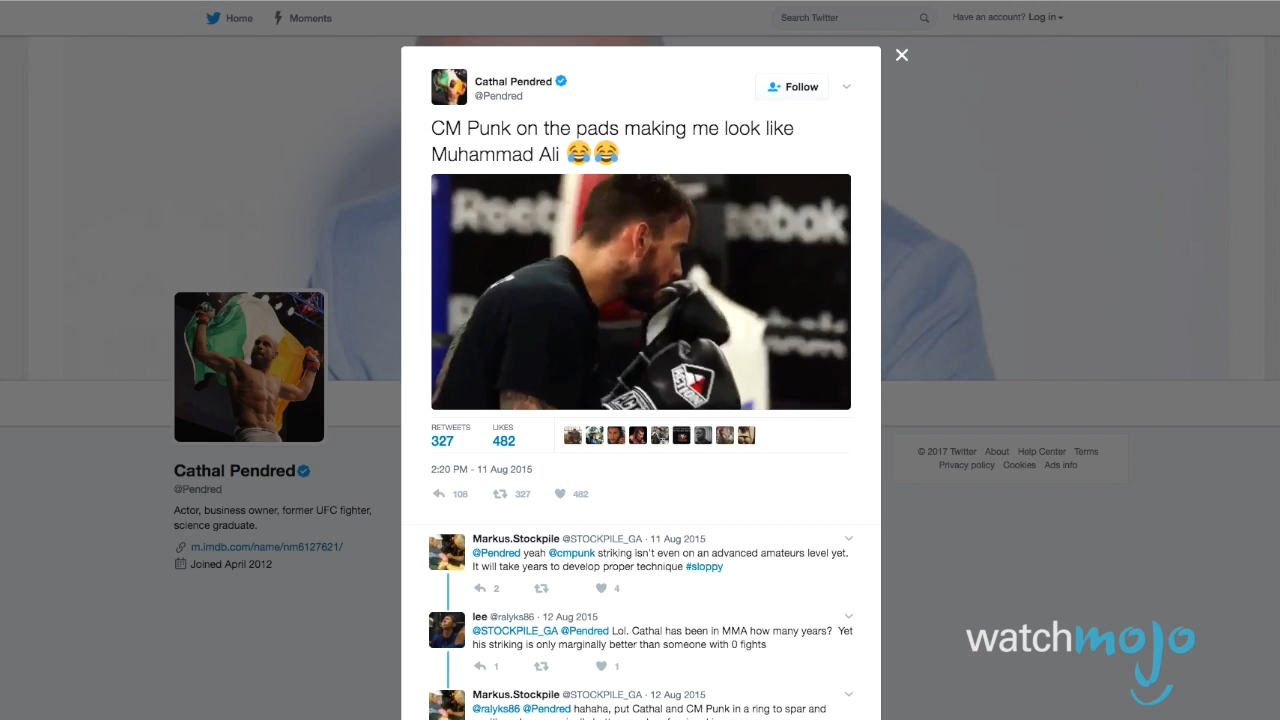 Home
Moments
Search Twitter
Have an account? Log in
Cathal Pendred
@Pendred
Follow
CM Punk on the pads making me look like
Muhammad Ali 😂😂
Reeb
eebok
ACTION
RETWEETS
327
LIKES
482
2:20 PM - 11 Aug 2015
108
327
482
Cathal Pendred
@Pendred
Actor, business owner, former UFC fighter,
science graduate.
m.imdb.com/name/nm6127621/
Joined April 2012
© 2017 Twitter About Help Center Terms
Privacy policy Cookies Ads info
Markus.Stockpile @STOCKPILE_GA · 11 Aug 2015
@Pendred yeah @cmpunk striking isn't even on an advanced amateurs level yet.
It will take years to develop proper technique #sloppy
2
4
lee @ralyks86 · 12 Aug 2015
@STOCKPILE_GA @Pendred Lol. Cathal has been in MMA how many years? Yet
his striking is only marginally better than someone with 0 fights
1
1
Markus.Stockpile @STOCKPILE_GA · 12 Aug 2015
@ralyks86 @Pendred hahaha, put Cathal and CM Punk in a ring to spar and
watchmojo